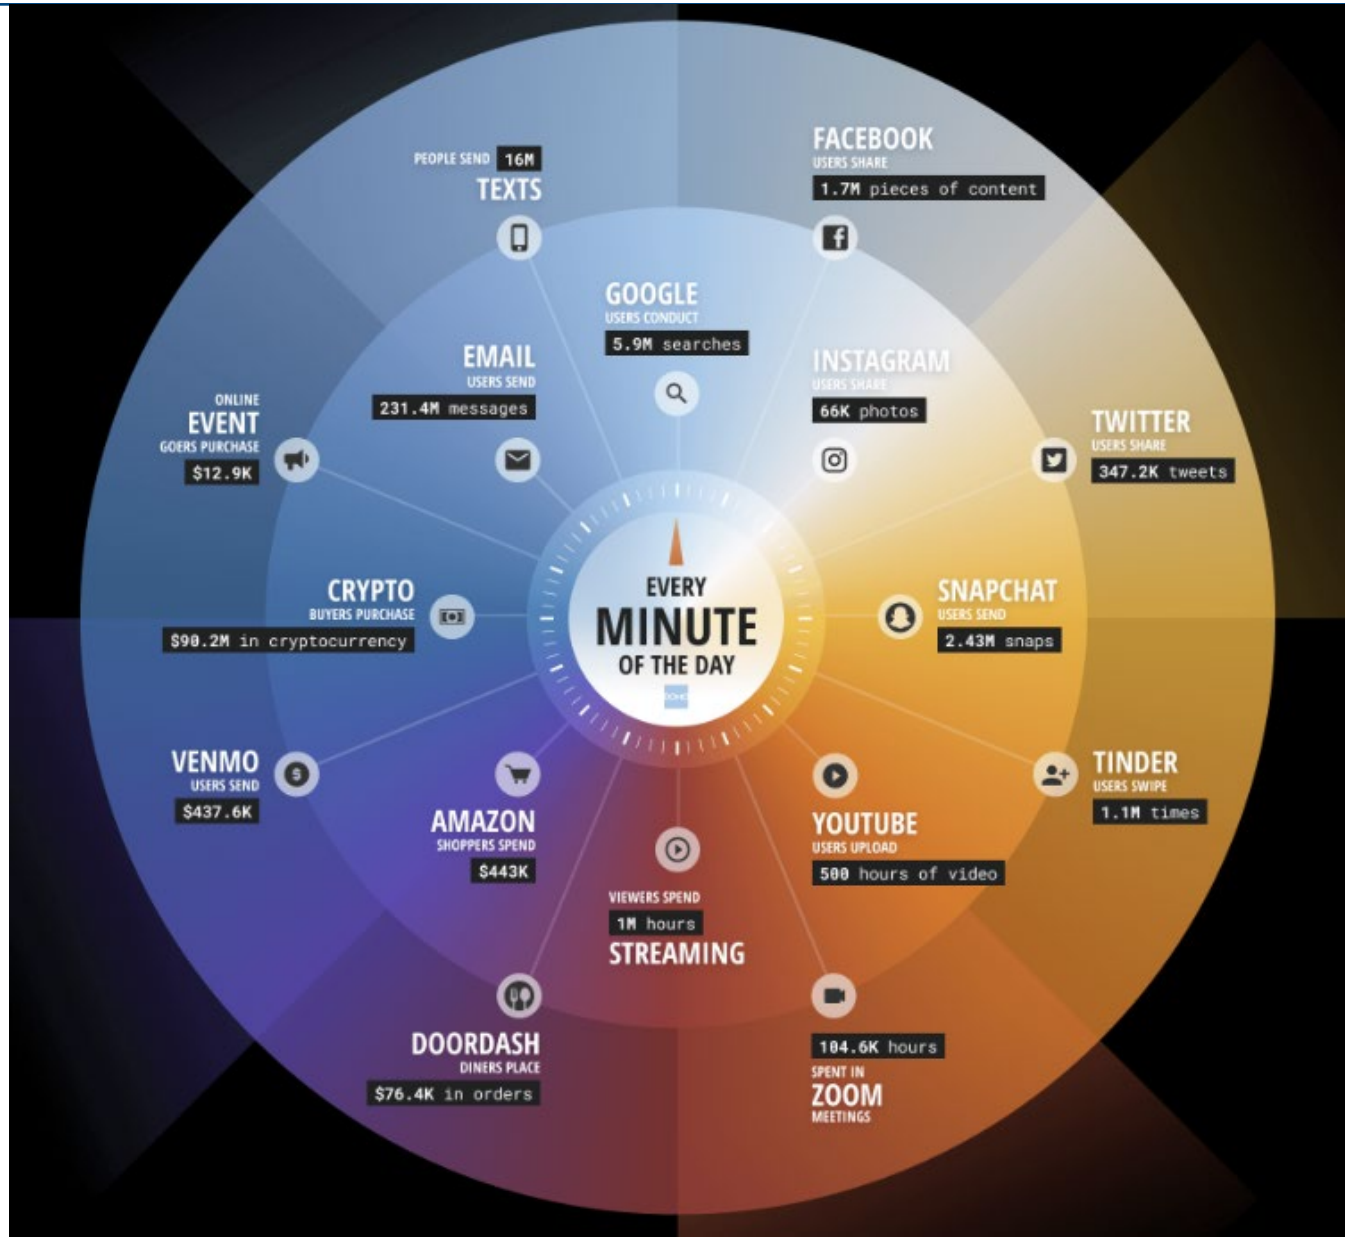 PEOPLE SEND 16M
TEXTS
FACEBOOK
USERS SHARE
1.7M pieces of content
GOOGLE
USERS CONDUCT
5.9M searches
EMAIL
USERS SEND
231.4M messages
INSTAGRAM
USERS SHARE
66K photos
ONLINE
EVENT
GOERS PURCHASE
$12.9K
TWITTER
USERS SHARE
347.2K tweets
EVERY
MINUTE
OF THE DAY
DOMO
CRYPTO
BUYERS PURCHASE
$90.2M in cryptocurrency
SNAPCHAT
USERS SEND
2.43M snaps
VENMO
USERS SEND
$437.6K
AMAZON
SHOPPERS SPEND
$443K
YOUTUBE
USERS UPLOAD
500 hours of video
TINDER
USERS SWIPE
1.1M times
VIEWERS SPEND
1M hours
STREAMING
DOORDASH
DINERS PLACE
$76.4K in orders
104.6K hours
SPENT IN
ZOOM
MEETINGS